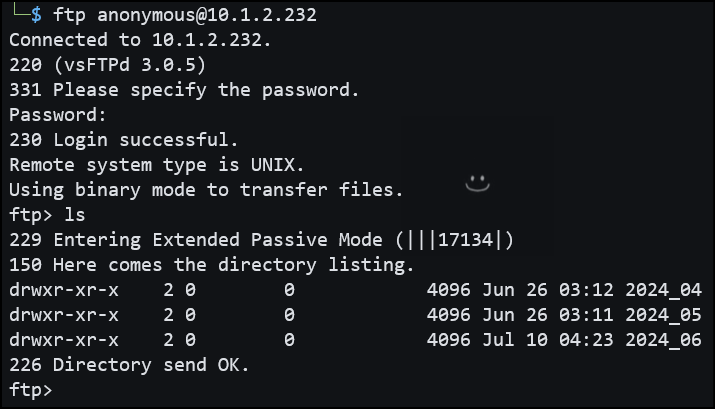 └─$ ftp anonymous@10.1.2.232
Connected to 10.1.2.232.
220 (vsFTPd 3.0.5)
331 Please specify the password.
Password:
230 Login successful.
Remote system type is UNIX.
Using binary mode to transfer files.
ftp> ls
229 Entering Extended Passive Mode (|||17134|)
150 Here comes the directory listing.
drwxr-xr-x    2 0        0            4096 Jun 26 03:12 2024_04
drwxr-xr-x    2 0        0            4096 Jun 26 03:11 2024_05
drwxr-xr-x    2 0        0            4096 Jul 10 04:23 2024_06
226 Directory send OK.
ftp>